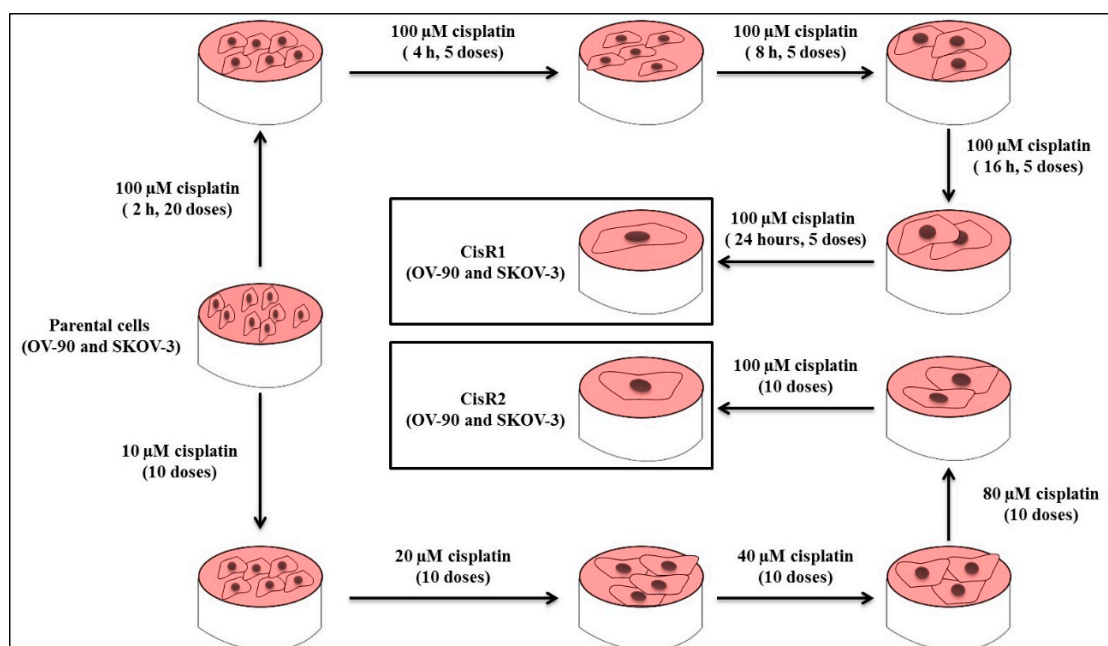 100 µM cisplatin
( 4 h, 5 doses)
100 µM cisplatin
( 8 h, 5 doses)
100 µM cisplatin
( 16 h, 5 doses)
100 µM cisplatin
( 2 h, 20 doses)
100 µM cisplatin
( 24 hours, 5 doses)
CisR1
(OV-90 and SKOV-3)
Parental cells
(OV-90 and SKOV-3)
CisR2
(OV-90 and SKOV-3)
100 µM cisplatin
(10 doses)
10 µM cisplatin
(10 doses)
80 µM cisplatin
(10 doses)
20 µM cisplatin
(10 doses)
40 µM cisplatin
(10 doses)